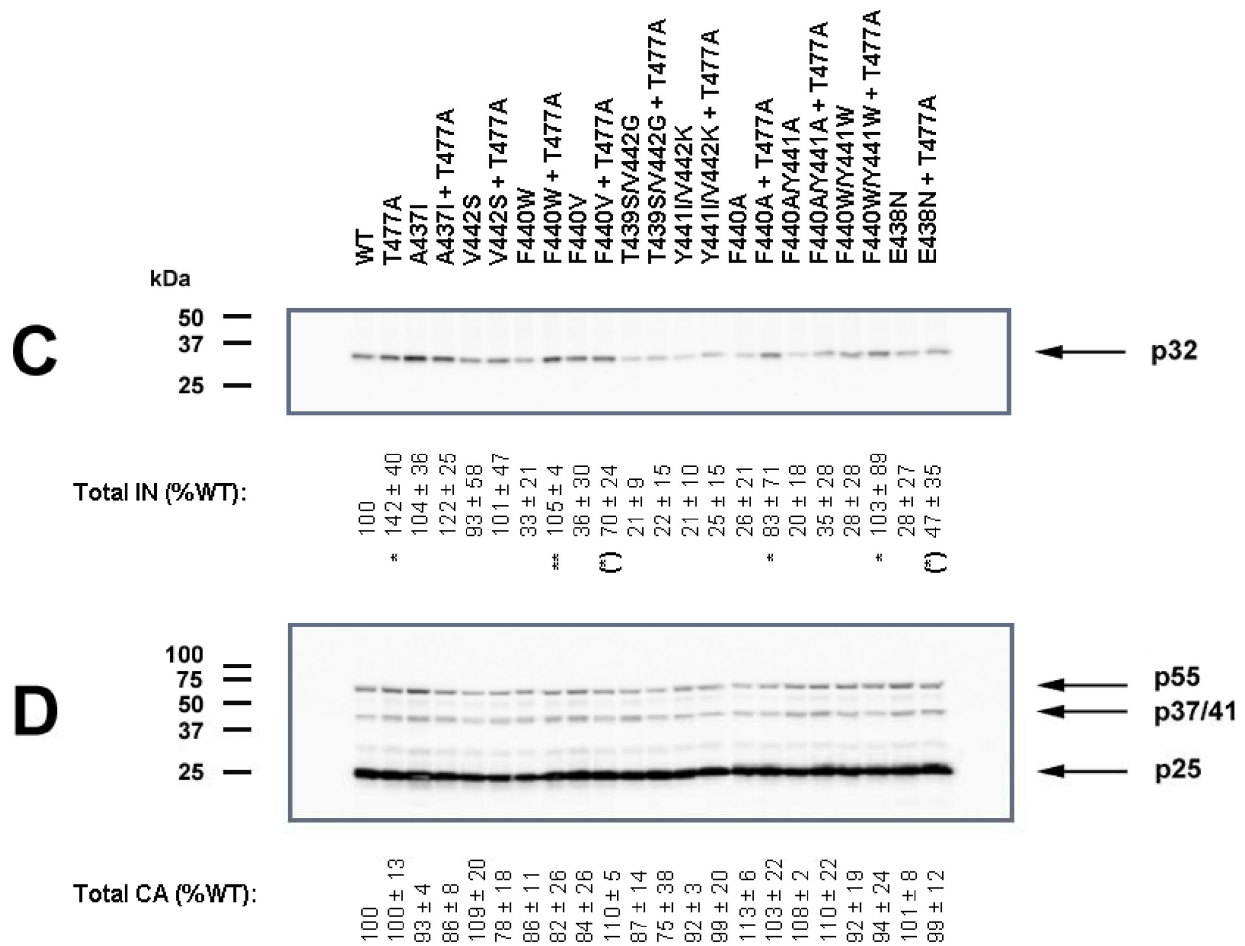 WT
T477A
A437I
A437I + T477A
V442S
V442S + T477A
F440W
F440W + T477A
F440V
F440V + T477A
T439S/V442G
T439S/V442G + T477A
Y441I/V442K
Y441I/V442K + T477A
F440A
F440A + T477A
F440A/Y441A
F440A/Y441A + T477A
F440W/Y441W
F440W/Y441W + T477A
E438N
E438N + T477A
kDa
C
50
37
25
p32
Total IN (%WT):
100
142 ± 40
*
104 ± 36
122 ± 25
93 ± 58
101 ± 47
33 ± 21
105 ± 4
**
36 ± 30
70 ± 24
(*)
21 ± 9
22 ± 15
21 ± 10
25 ± 15
26 ± 21
83 ± 71
*
20 ± 18
35 ± 28
28 ± 28
103 ± 89
*
28 ± 27
47 ± 35
(*)
D
100
75
50
37
25
p55
p37/41
p25
Total CA (%WT):
100
100 ± 13
93 ± 4
86 ± 8
109 ± 20
78 ± 18
86 ± 11
82 ± 26
84 ± 26
110 ± 5
87 ± 14
75 ± 38
92 ± 3
99 ± 20
113 ± 6
103 ± 22
108 ± 2
110 ± 22
92 ± 19
94 ± 24
101 ± 8
99 ± 12